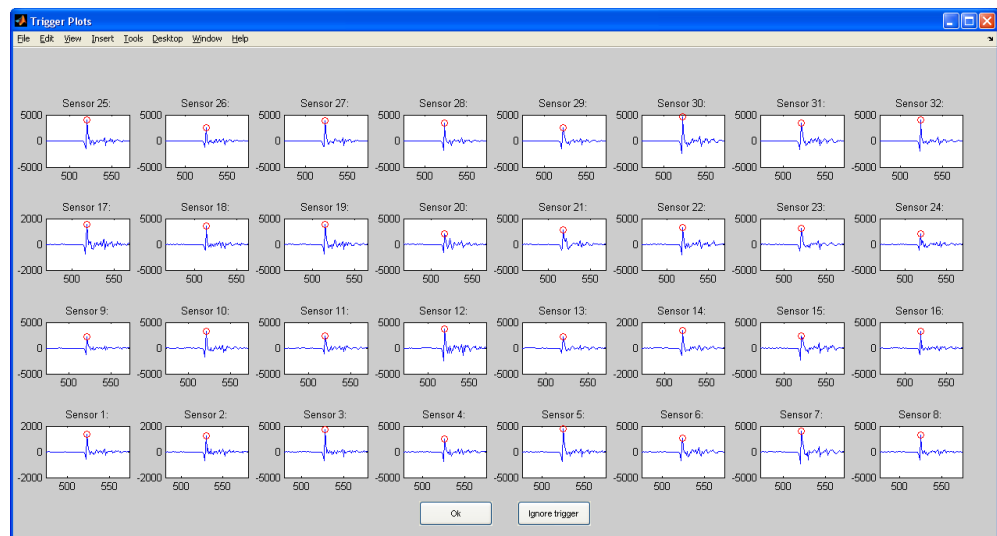 Trigger Plots
File Edit View Insert Tools Desktop Window Help
Sensor 25: Sensor 26: Sensor 27: Sensor 28: Sensor 29: Sensor 30: Sensor 31: Sensor 32:
5000 5000 5000 5000 5000 5000 5000 5000
0 0 0 0 0 0 0 0
-5000 -5000 -5000 -5000 -5000 -5000 -5000 -5000
500 550 500 550 500 550 500 550 500 550 500 550 500 550 500 550
Sensor 17: Sensor 18: Sensor 19: Sensor 20: Sensor 21: Sensor 22: Sensor 23: Sensor 24:
2000 5000 5000 5000 5000 5000 5000 5000
0 0 0 0 0 0 0 0
-2000 -5000 -5000 -5000 -5000 -5000 -5000 -5000
500 550 500 550 500 550 500 550 500 550 500 550 500 550 500 550
Sensor 9: Sensor 10: Sensor 11: Sensor 12: Sensor 13: Sensor 14: Sensor 15: Sensor 16:
5000 5000 5000 5000 5000 2000 5000 5000
0 0 0 0 0 0 0 0
-5000 -5000 -5000 -5000 -5000 -2000 -5000 -5000
500 550 500 550 500 550 500 550 500 550 500 550 500 550 500 550
Sensor 1: Sensor 2: Sensor 3: Sensor 4: Sensor 5: Sensor 6: Sensor 7: Sensor 8:
2000 2000 5000 5000 5000 5000 5000 5000
0 0 0 0 0 0 0 0
-2000 -2000 -5000 -5000 -5000 -5000 -5000 -5000
500 550 500 550 500 550 500 550 500 550 500 550 500 550 500 550
Ok Ignore trigger